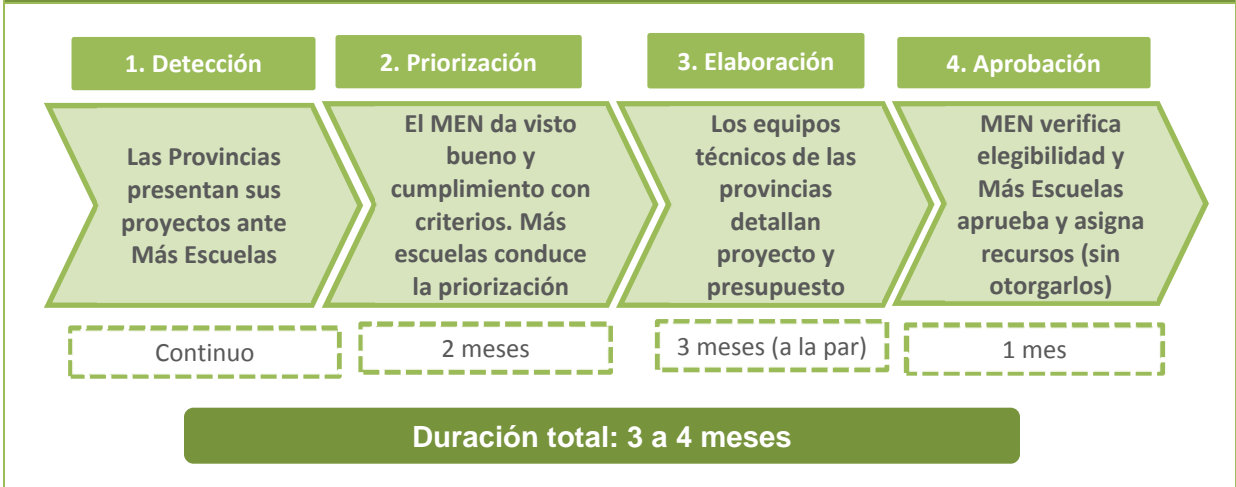 1. Detección
2. Priorización
3. Elaboración
4. Aprobación
Las Provincias
presentan sus
proyectos ante
Más Escuelas
El MEN da visto
bueno y
cumplimiento con
criterios. Más
escuelas conduce
la priorización
Los equipos
técnicos de las
provincias
detallan
proyecto y
presupuesto
MEN verifica
elegibilidad y
Más Escuelas
aprueba y asigna
recursos (sin
otorgarlos)
Continuo
2 meses
3 meses (a la par)
1 mes
Duración total: 3 a 4 meses